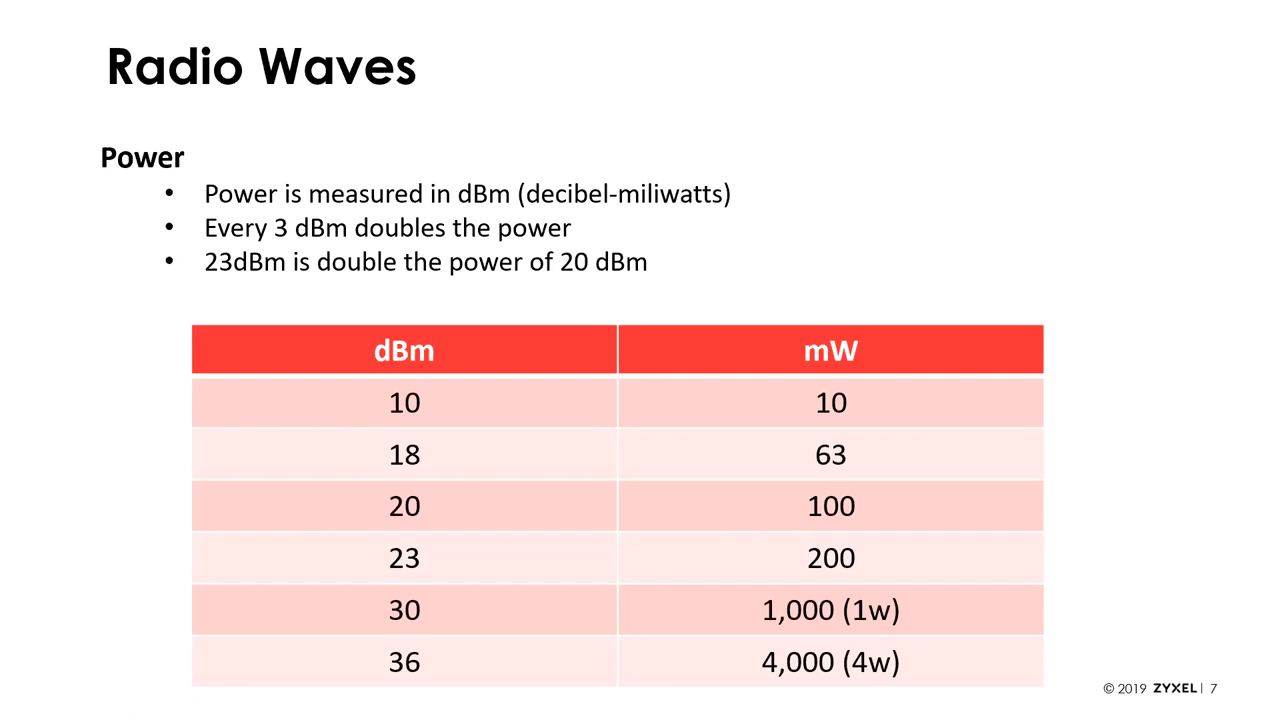 Radio Waves
Power
• Power is measured in dBm (decibel-miliwatts)
• Every 3 dBm doubles the power
• 23dBm is double the power of 20 dBm
dBm mW
10 10
18 63
20 100
23 200
30 1,000 (1w)
36 4,000 (4w)
© 2019 ZYXEL | 7